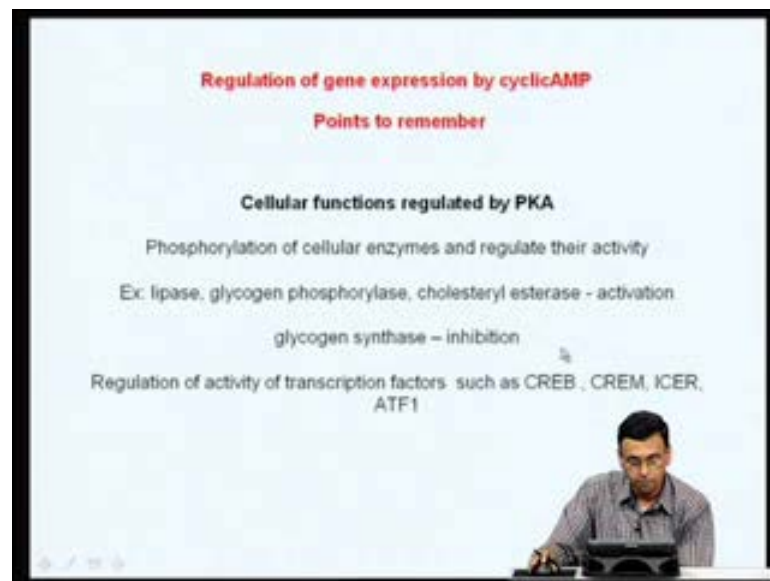 Regulation of gene expression by cyclicAMP
Points to remember
Cellular functions regulated by PKA
Phosphorylation of cellular enzymes and regulate their activity
Ex: lipase, glycogen phosphorylase, cholesteryl esterase - activation
glycogen synthase – inhibition
Regulation of activity of transcription factors such as CREB , CREM, ICER,
ATF1